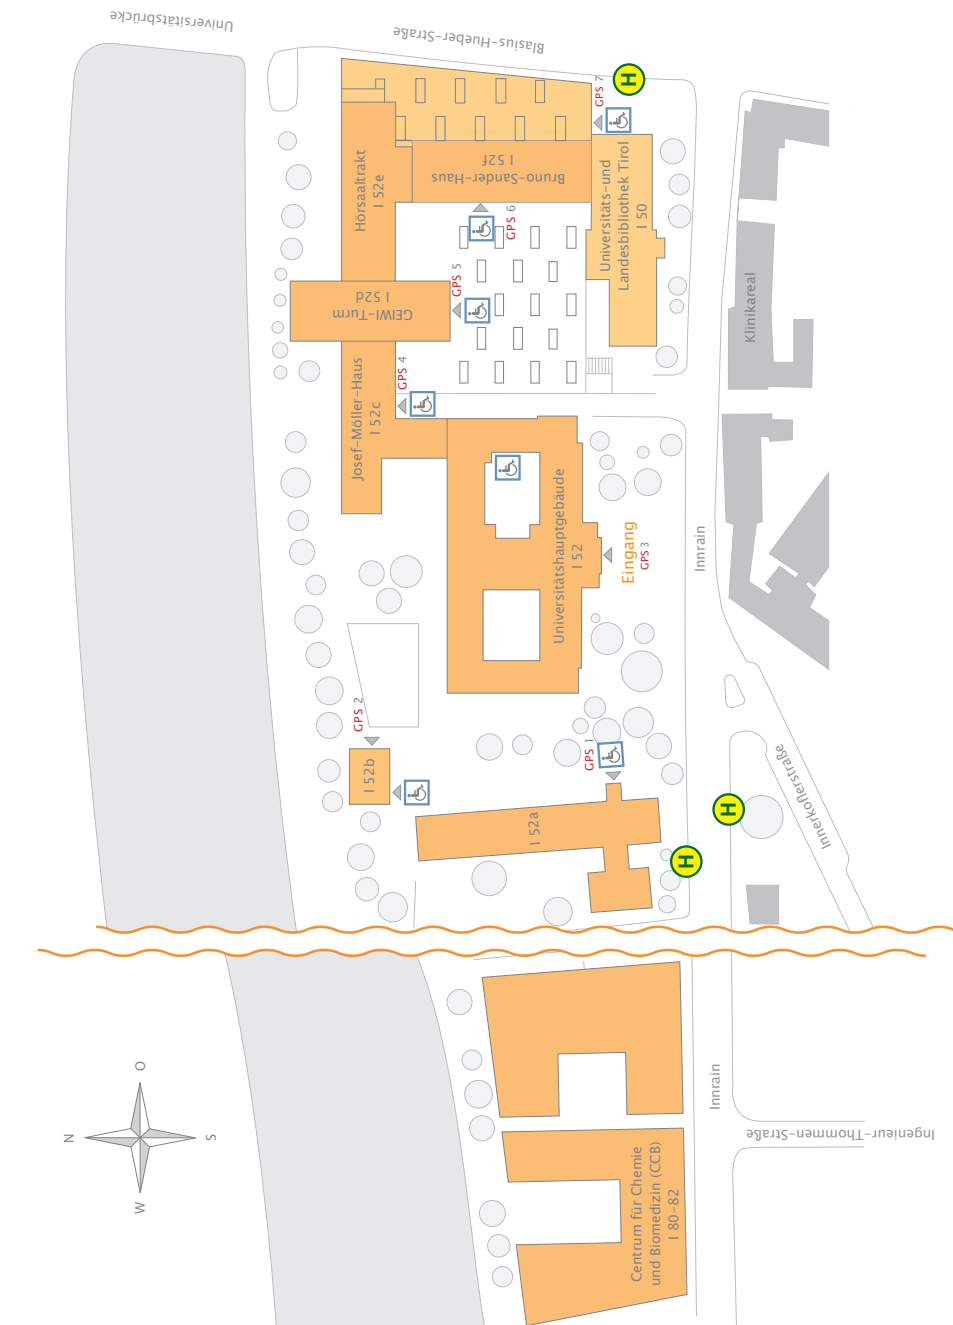 Universitätsbrücke
Blasius-Hueber-Straße
H
GPS 7
Hörsaaltrakt
I 52e
Bruno-Sander-Haus
I 52f
Universitäts-und
Landesbibliothek Tirol
I 50
GPS 6
GPS 5
GEIWI-Turm
I 52d
Klinikareal
GPS 4
Josef-Möller-Haus
I 52c
Universitätshauptgebäude
I 52
Eingang
GPS 3
Innrain
GPS 2
I 52b
GPS 1
I 52a
H
H
Innerkoflerstraße
Innrain
Ingenieur-Thommen-Straße
O
N
S
W
Centrum für Chemie
und Biomedizin (CCB)
I 80-82